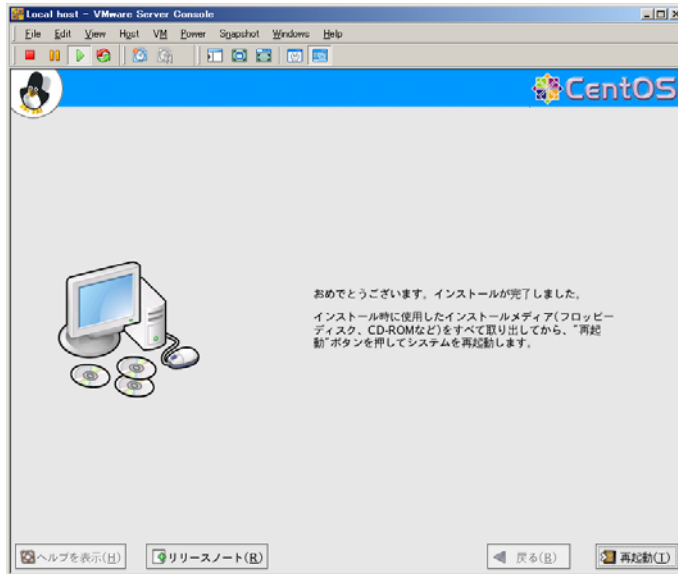 Local host - VMware Server Console
File Edit View Host VM Power Snapshot Windows Help
CentOS
おめでとうございます。インストールが完了しました。
インストール時に使用したインストールメディア(フロッピー
ディスク、CD-ROMなど)をすべて取り出してから、"再起
動"ボタンを押してシステムを再起動します。
ヘルプを表示(H) リリースノート(R) 戻る(B) 再起動(T)